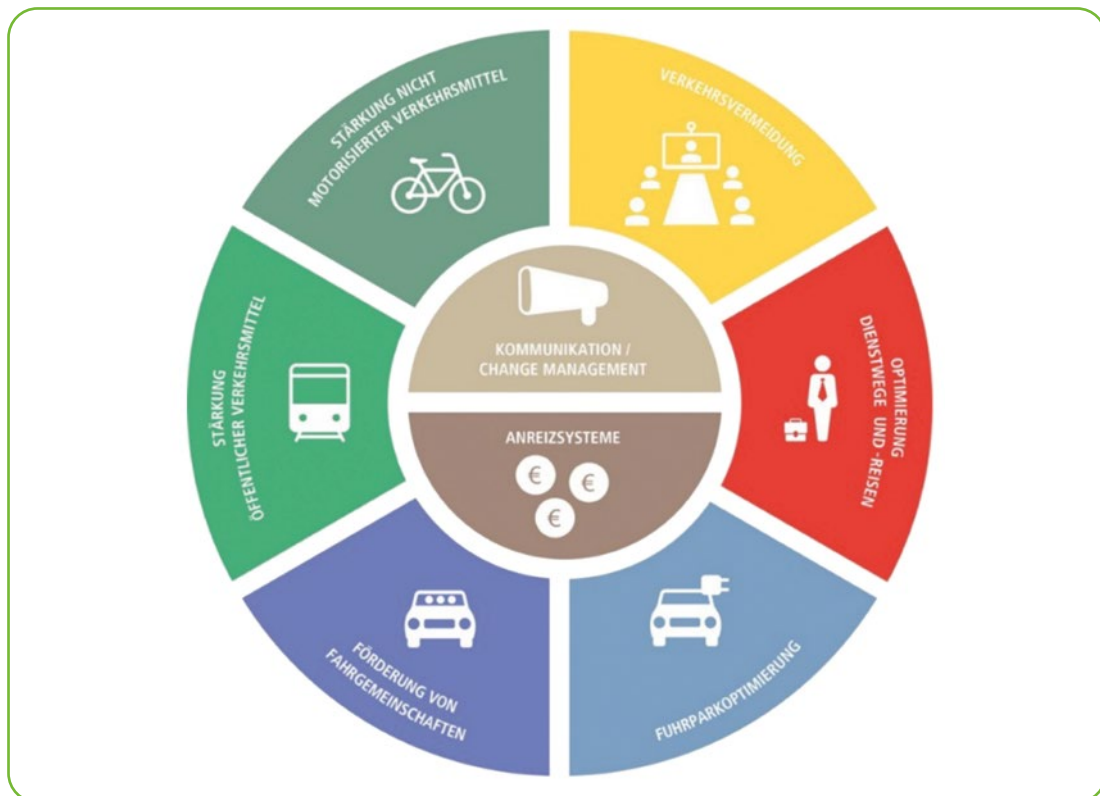 STÄRKUNG NICHT
MOTORISIERTER VERKEHRSMITTEL
VERKEHRSVERMEIDUNG
OPTIMIERUNG
DIENSTWEGE UND -REISEN
FUHRPARKOPTIMIERUNG
FÖRDERUNG VON
FAHRGEMEINSCHAFTEN
STÄRKUNG
ÖFFENTLICHER VERKEHRSMITTEL
KOMMUNIKATION /
CHANGE MANAGEMENT
ANREIZSYSTEME
€
€
€